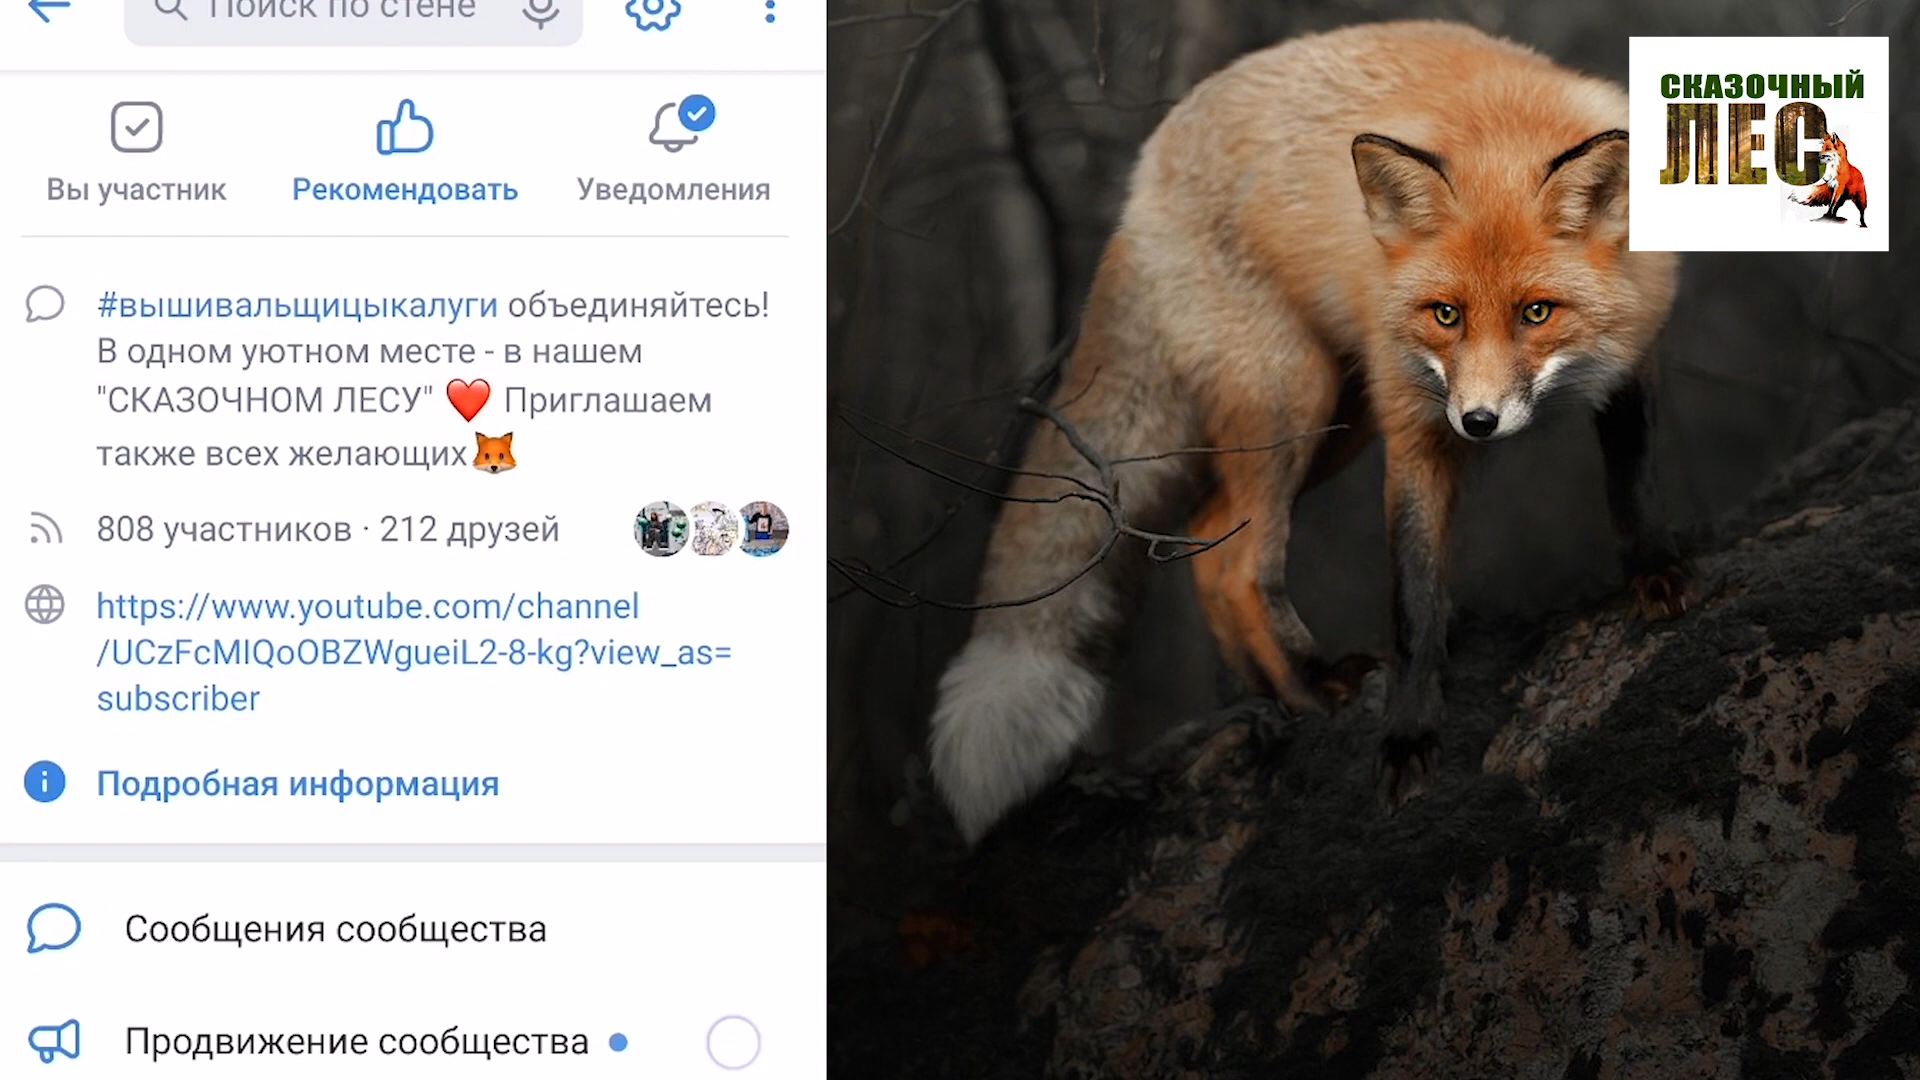 Поиск по стене
Вы участник
Рекомендовать
Уведомления
#вышивальщицыкалуги объединяйтесь!
В одном уютном месте - в нашем
"СКАЗОЧНОМ ЛЕСУ" ❤️ Приглашаем
также всех желающих🦊
808 участников · 212 друзей
https://www.youtube.com/channel
/UCzFcMIQoOBZWgueiL2-8-kg?view_as=
subscriber
Подробная информация
Сообщения сообщества
Продвижение сообщества
СКАЗОЧНЫЙ
ЛЕС